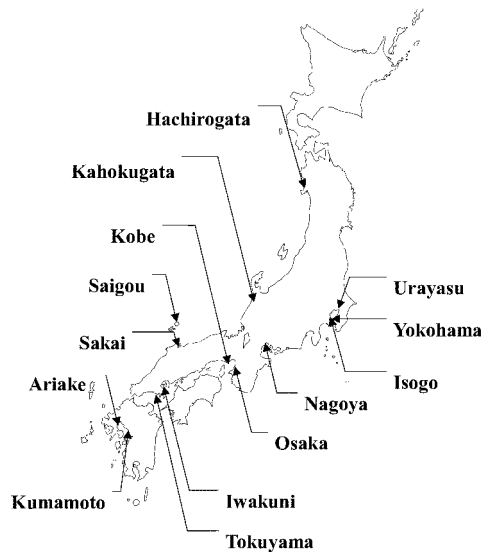 Hachirogata
Kahokugata
Kobe
Saigou
Urayasu
Sakai
Yokohama
Ariake
Isogo
Nagoya
Osaka
Kumamoto
Iwakuni
Tokuyama